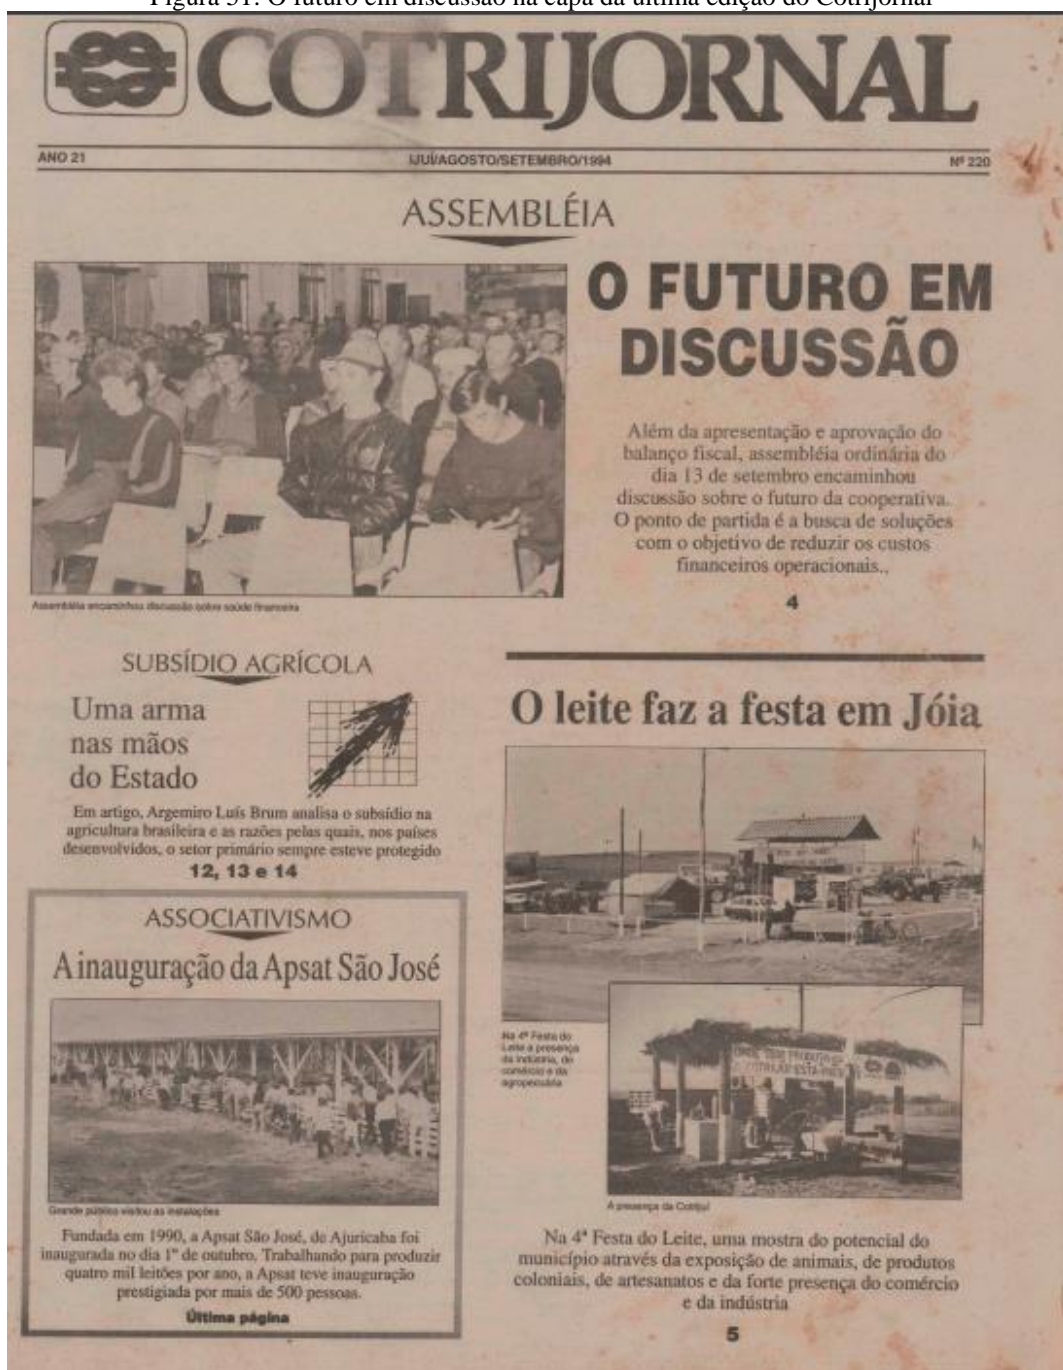 Figura 31: O futuro em discussão na capa da última edição do Cotrijornal
COTRIJORNAL
ANO 21
IJUÍ/AGOSTO/SETEMBRO/1994
Nº 220
ASSEMBLÉIA
O FUTURO EM
DISCUSSÃO
Além da apresentação e aprovação do
balanço fiscal, assembléia ordinária do
dia 13 de setembro encaminhou
discussão sobre o futuro da cooperativa.
O ponto de partida é a busca de soluções
com o objetivo de reduzir os custos
financeiros operacionais..
4
Assembléia encaminhou discussão sobre saúde financeira
SUBSÍDIO AGRÍCOLA
Uma arma
nas mãos
do Estado
Em artigo, Argemiro Luís Brum analisa o subsídio na
agricultura brasileira e as razões pelas quais, nos países
desenvolvidos, o setor primário sempre esteve protegido
12, 13 e 14
ASSOCIATIVISMO
A inauguração da Apsat São José
Grande público visitou as instalações
Fundada em 1990, a Apsat São José, de Ajuricaba foi
inaugurada no dia 1º de outubro. Trabalhando para produzir
quatro mil leitões por ano, a Apsat teve inauguração
prestigiada por mais de 500 pessoas.
Última página
O leite faz a festa em Jóia
Na 4ª Festa do
Leite a presença
da indústria, do
comércio e da
agropecuária
A presença da Cotrijuí
Na 4ª Festa do Leite, uma mostra do potencial do
município através da exposição de animais, de produtos
coloniais, de artesanatos e da forte presença do comércio
e da indústria
5